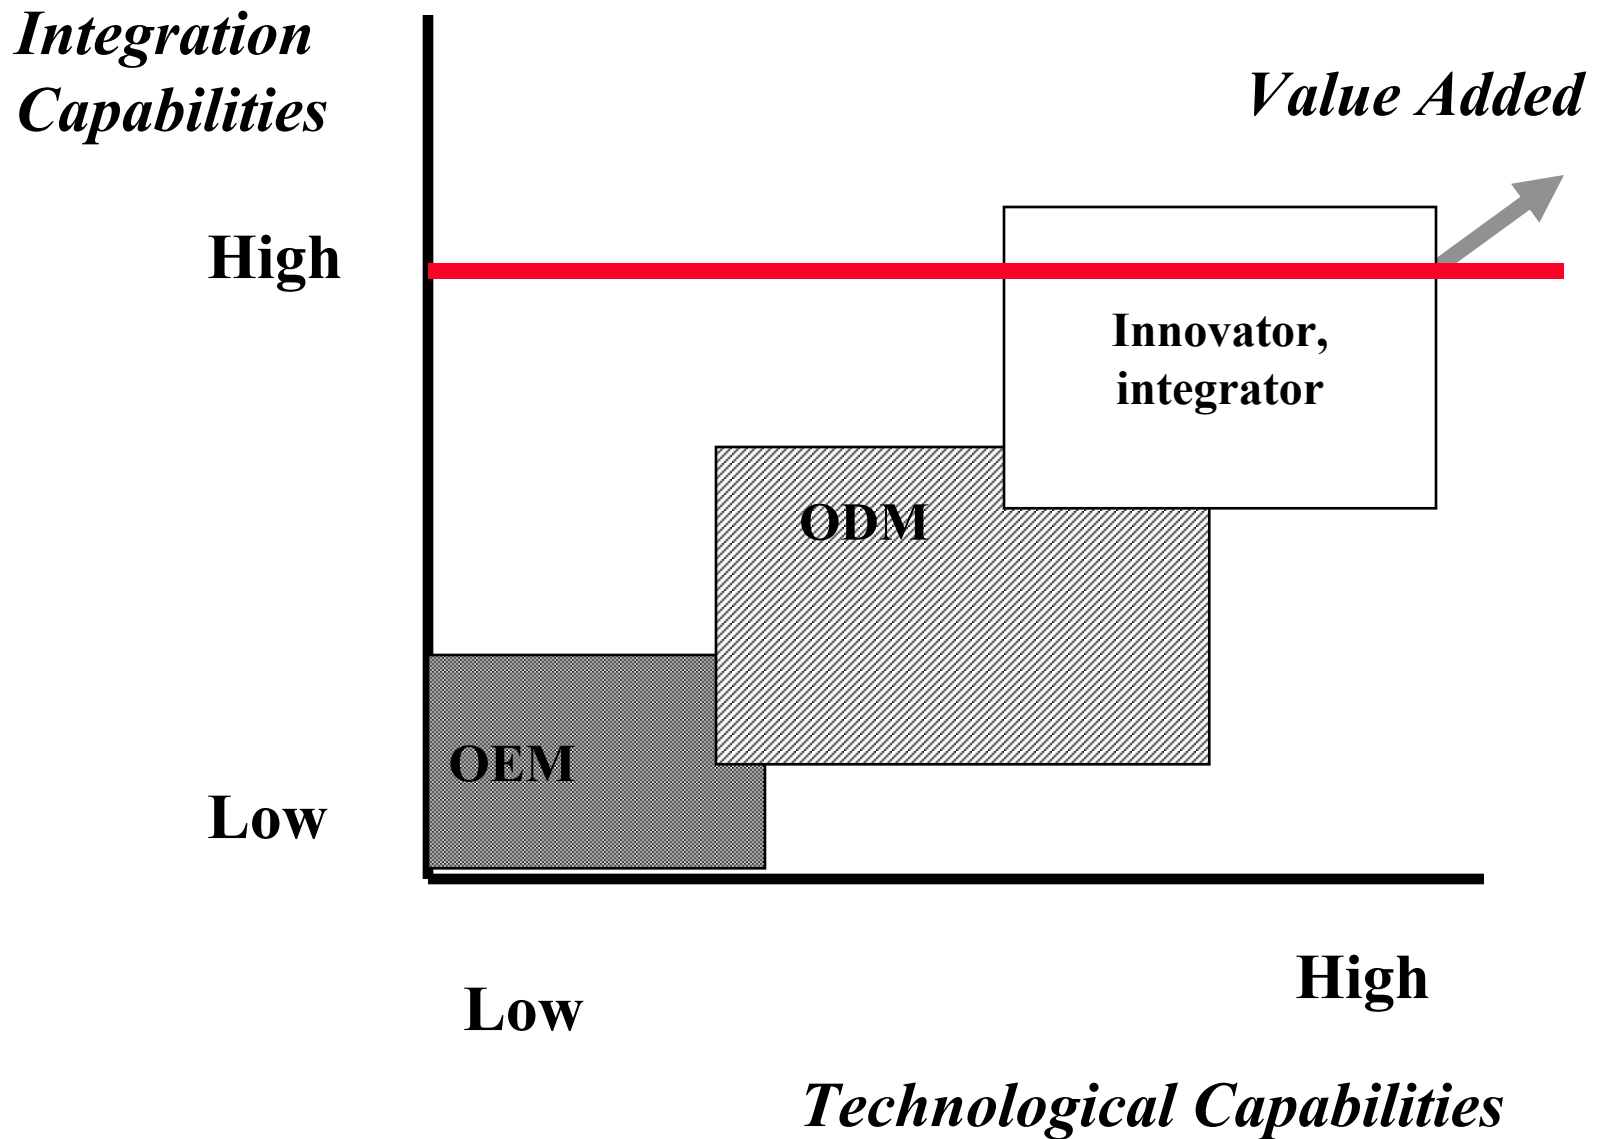 Integration
Capabilities
Value Added
High
Innovator,
integrator
ODM
OEM
Low
High
Low
Technological Capabilities